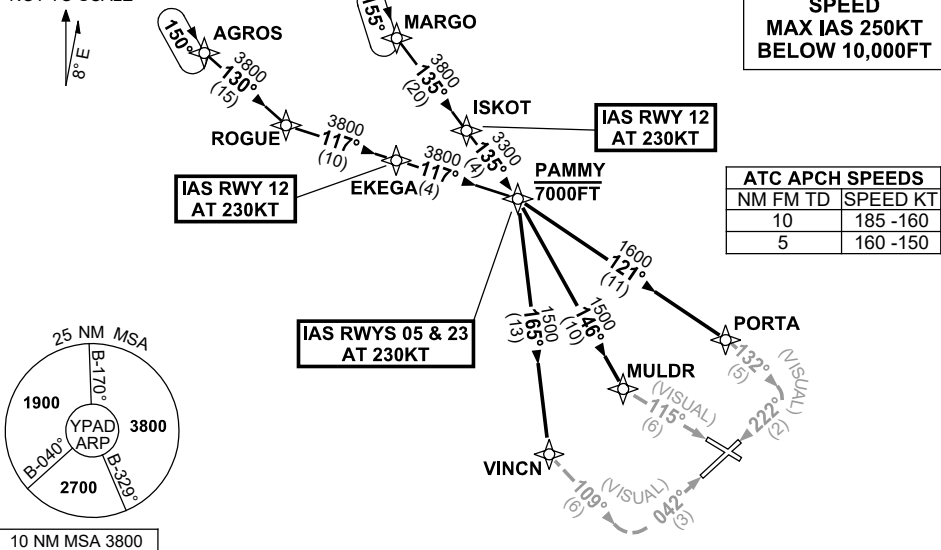 SPEED
MAX IAS 250KT
BELOW 10,000FT
8° E
150°
AGROS
155°
MARGO
3800
130°
(15)
3800
135°
(20)
ISKOT
IAS RWY 12
AT 230KT
ROGUE
3800
117°
(10)
3300
135°
(4)
3800
117°
(4)
EKEGA
PAMMY
7000FT
IAS RWY 12
AT 230KT
ATC APCH SPEEDS
NM FM TD SPEED KT
10 185 -160
5 160 -150
1600
121°
(11)
1500
146°
(10)
1500
165°
(13)
IAS RWYS 05 & 23
AT 230KT
PORTA
132°
(5)
(VISUAL)
222°
(2)
MULDR
(VISUAL)
115°
(6)
VINCN
109°
(6)
(VISUAL)
042°
(3)
25 NM MSA
B-170°
1900
YPAD
ARP
3800
B-040°
B-329°
2700
10 NM MSA 3800